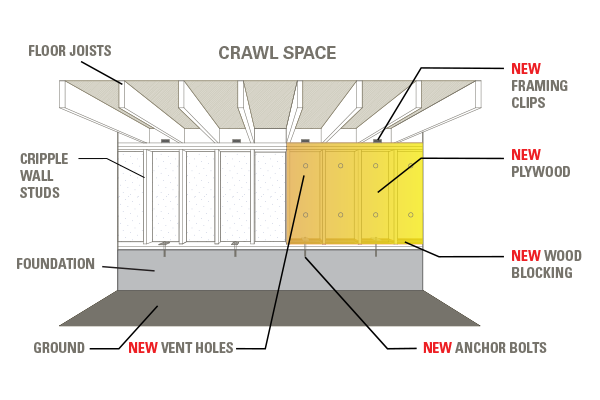 CRAWL SPACE
FLOOR JOISTS
NEW
FRAMING
CLIPS
CRIPPLE
WALL
STUDS
NEW
PLYWOOD
FOUNDATION
NEW WOOD
BLOCKING
GROUND
NEW VENT HOLES
NEW ANCHOR BOLTS